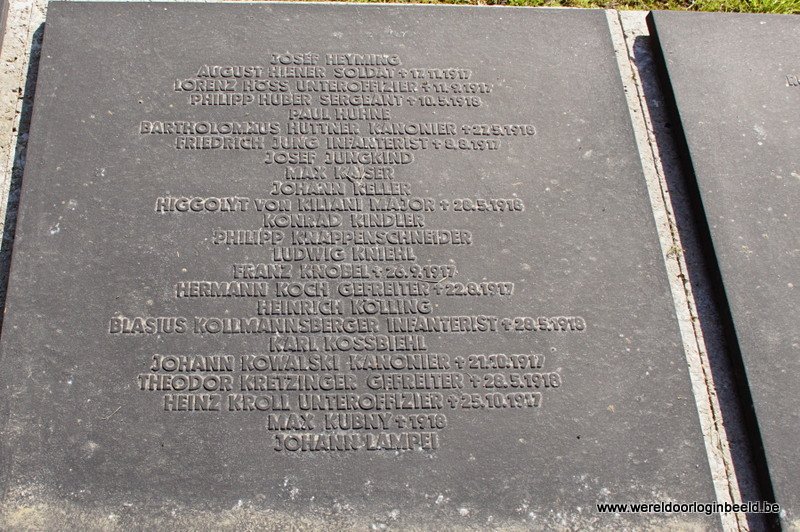 JOSEF HEYMING
AUGUST HIENER SOLDAT + 17.11.1917
LORENZ HÖSS UNTEROFFIZIER + 11.9.1917
PHILIPP HUBER SERGEANT + 10.5.1918
PAUL HUHNE
BARTHOLOMÄUS HÜTTNER KANONIER + 27.5.1918
FRIEDRICH JUNG INFANTERIST + 8.8.1917
JOSEF JUNGKIND
MAX KAYSER
JOHANN KELLER
HIGGOLYT VON KILIANI MAJOR + 28.5.1918
KONRAD KINDLER
PHILIPP KNAPPENSCHNEIDER
LUDWIG KNIEHL
FRANZ KNOBEL + 26.9.1917
HERMANN KOCH GEFREITER + 22.8.1917
HEINRICH KÖLLING
BLASIUS KOLLMANNSBERGER INFANTERIST + 28.5.1918
KARL KOSSBIEHL
JOHANN KOWALSKI KANONIER + 21.10.1917
THEODOR KRETZINGER GEFREITER + 28.5.1918
HEINZ KROLL UNTEROFFIZIER + 25.10.1917
MAX KUBNY + 1918
JOHANN LAMPEI
www.wereldoorloginbeeld.be